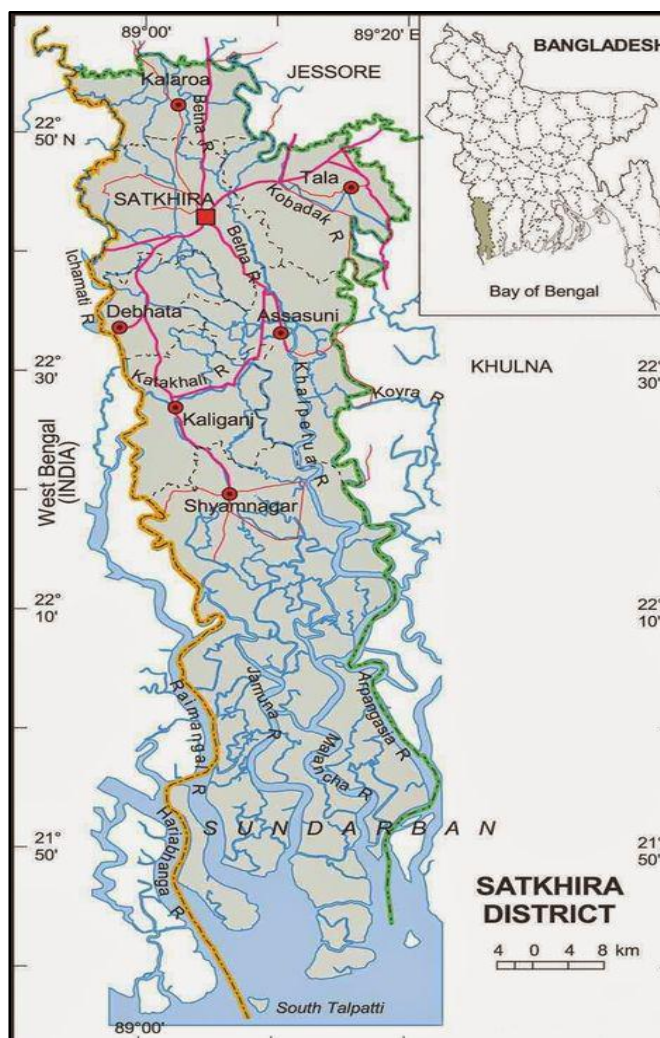 89°00'
89°20' E
BANGLADESH
JESSORE
Kalaroa
Betna R
22°
50' N
Tala
SATKHIRA
Kobadak R
Betna R
Ichamati R
Bay of Bengal
Debhata
Assasuni
22°
30'
KHULNA
22°
30'
Katakhali R
Koyra R
Kaliganj
Kholpetua R
West Bengal
(INDIA)
Shyamnagar
22°
10'
22°
10'
Raimangal R
Jamuna R
Malancha R
Arpangasia R
Hariabhanga R
SUNDARBAN
21°
50'
21°
50'
SATKHIRA
DISTRICT
4 0 4 8 km
South Talpatti
89°00'